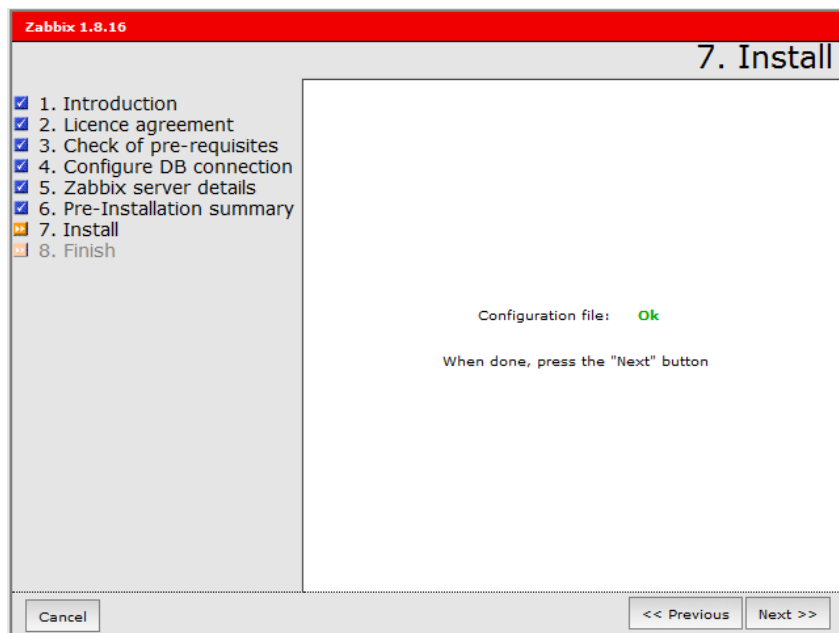 Zabbix 1.8.16
7. Install
1. Introduction
2. Licence agreement
3. Check of pre-requisites
4. Configure DB connection
5. Zabbix server details
6. Pre-Installation summary
7. Install
8. Finish
Configuration file: Ok
When done, press the "Next" button
Cancel
<< Previous
Next >>